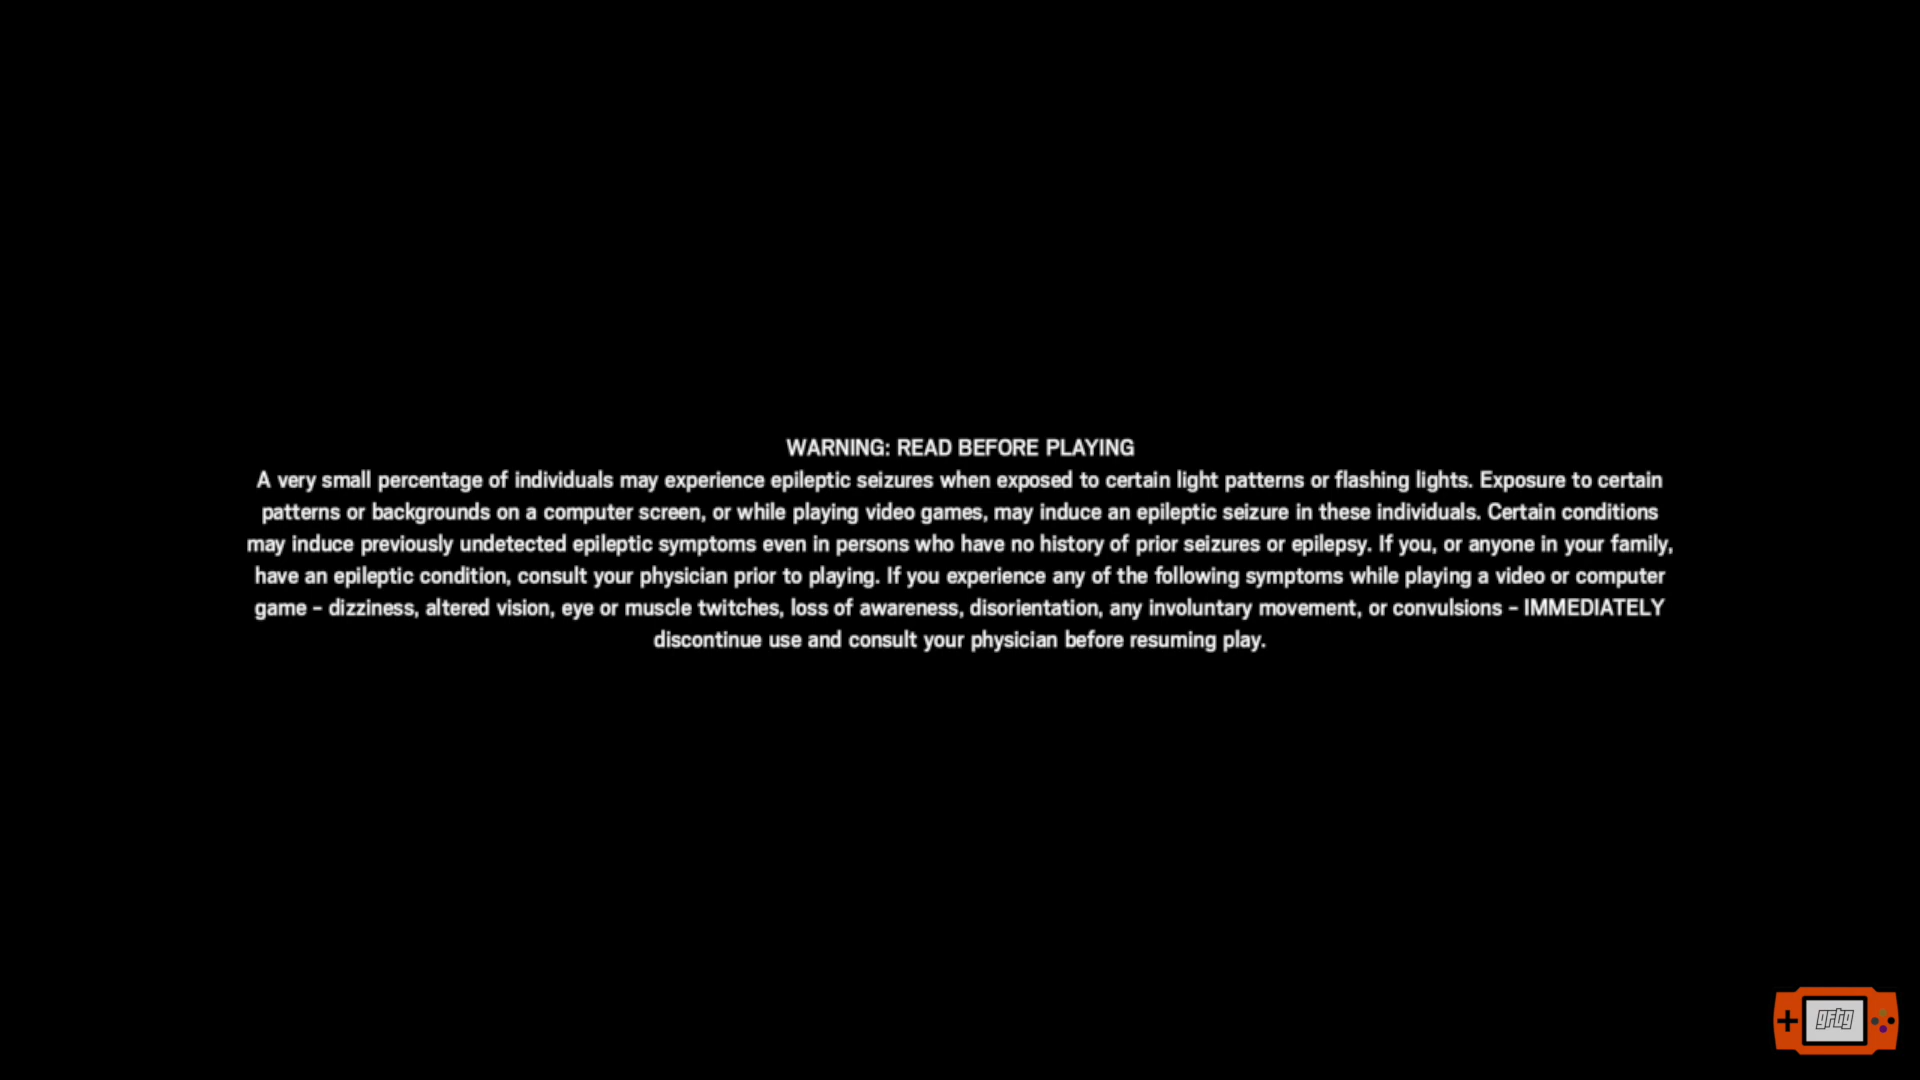 WARNING: READ BEFORE PLAYING
A very small percentage of individuals may experience epileptic seizures when exposed to certain light patterns or flashing lights. Exposure to certain
patterns or backgrounds on a computer screen, or while playing video games, may induce an epileptic seizure in these individuals. Certain conditions
may induce previously undetected epileptic symptoms even in persons who have no history of prior seizures or epilepsy. If you, or anyone in your family,
have an epileptic condition, consult your physician prior to playing. If you experience any of the following symptoms while playing a video or computer
game – dizziness, altered vision, eye or muscle twitches, loss of awareness, disorientation, any involuntary movement, or convulsions – IMMEDIATELY
discontinue use and consult your physician before resuming play.
grtg